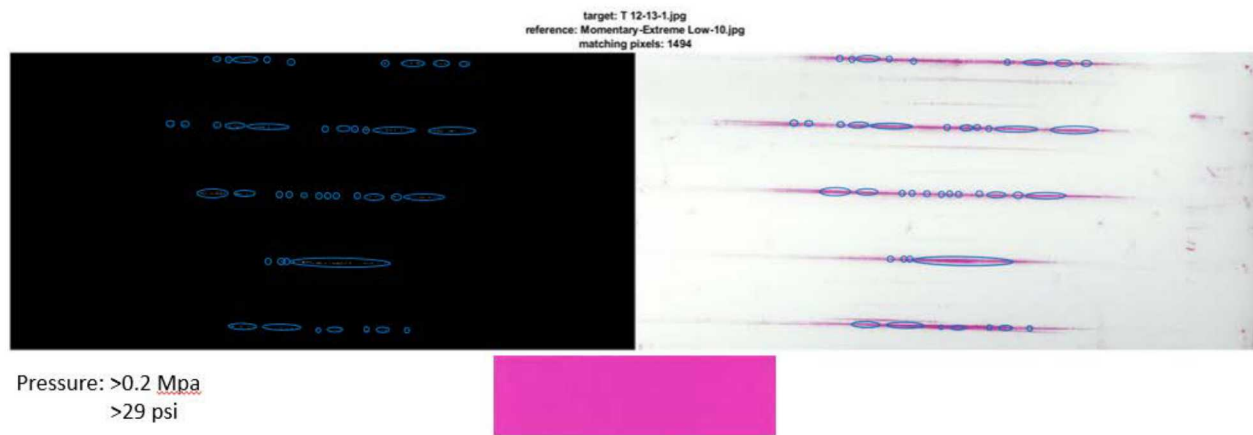 target: T 12-13-1.jpg
reference: Momentary-Extreme Low-10.jpg
matching pixels: 1494
Pressure: >0.2 Mpa
>29 psi